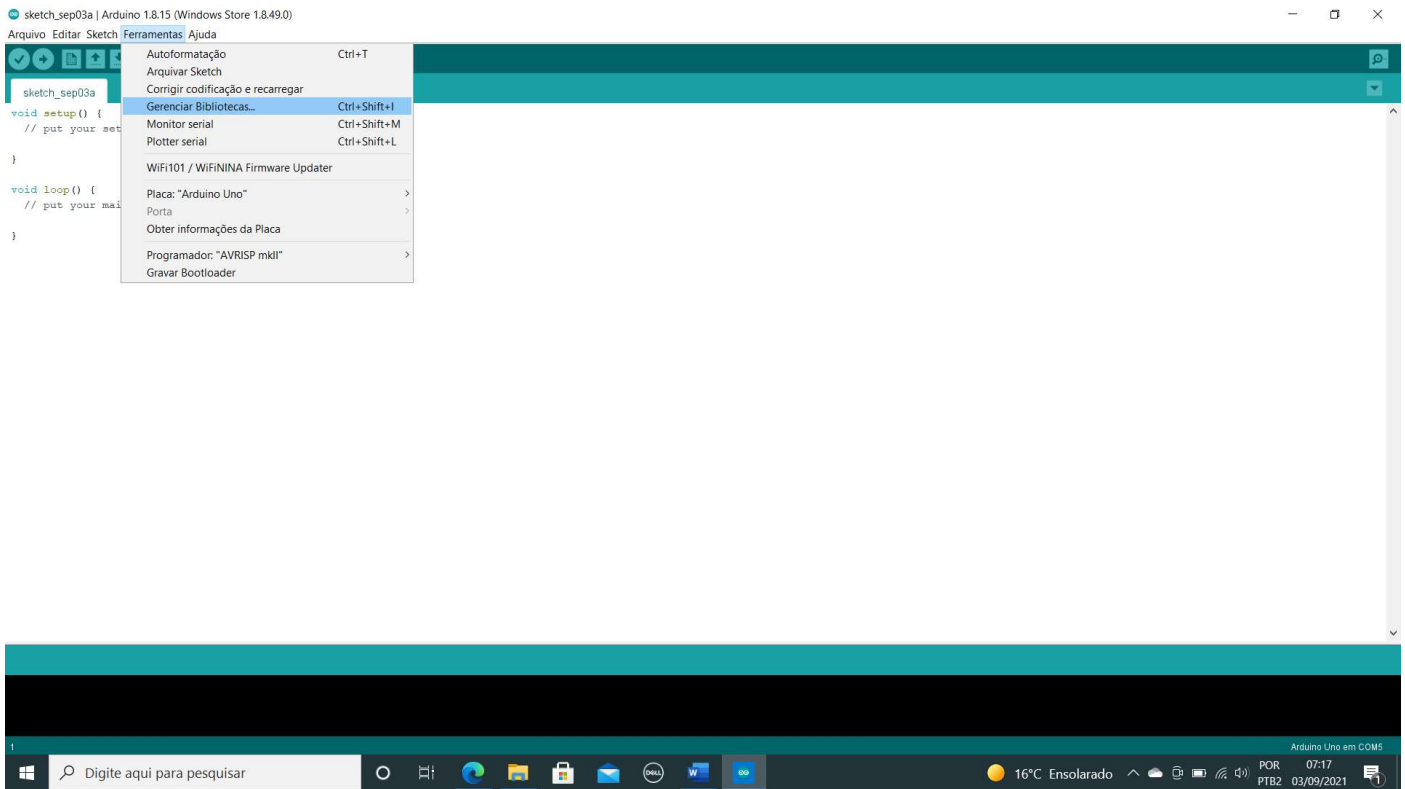 sketch_sep03a | Arduino 1.8.15 (Windows Store 1.8.49.0)
Arquivo Editar Sketch Ferramentas Ajuda
sketch_sep03a
void setup() {
// put your set
}
void loop() {
// put your mai
}
Autoformatação Ctrl+T
Arquivar Sketch
Corrigir codificação e recarregar
Gerenciar Bibliotecas... Ctrl+Shift+I
Monitor serial Ctrl+Shift+M
Plotter serial Ctrl+Shift+L
WiFi101 / WiFiNINA Firmware Updater
Placa: "Arduino Uno"
Porta
Obter informações da Placa
Programador: "AVRISP mkII"
Gravar Bootloader
1 Arduino Uno em COM5
Digite aqui para pesquisar DELL W 16°C Ensolarado POR 07:17
PTB2 03/09/2021 1